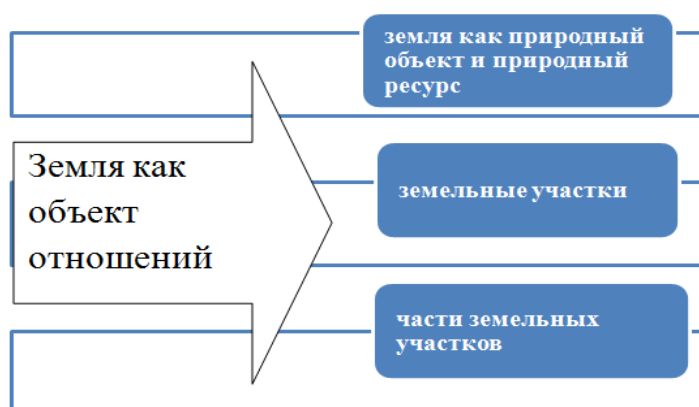 земля как природный
объект и природный
ресурс
Земля как
объект
отношений
земельные участки
части земельных
участков